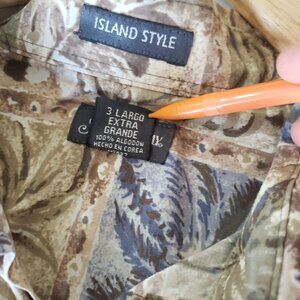 ISLAND STYLE
3 LARGO
EXTRA
GRANDE
100% ALGODON
HECHO EN COREA